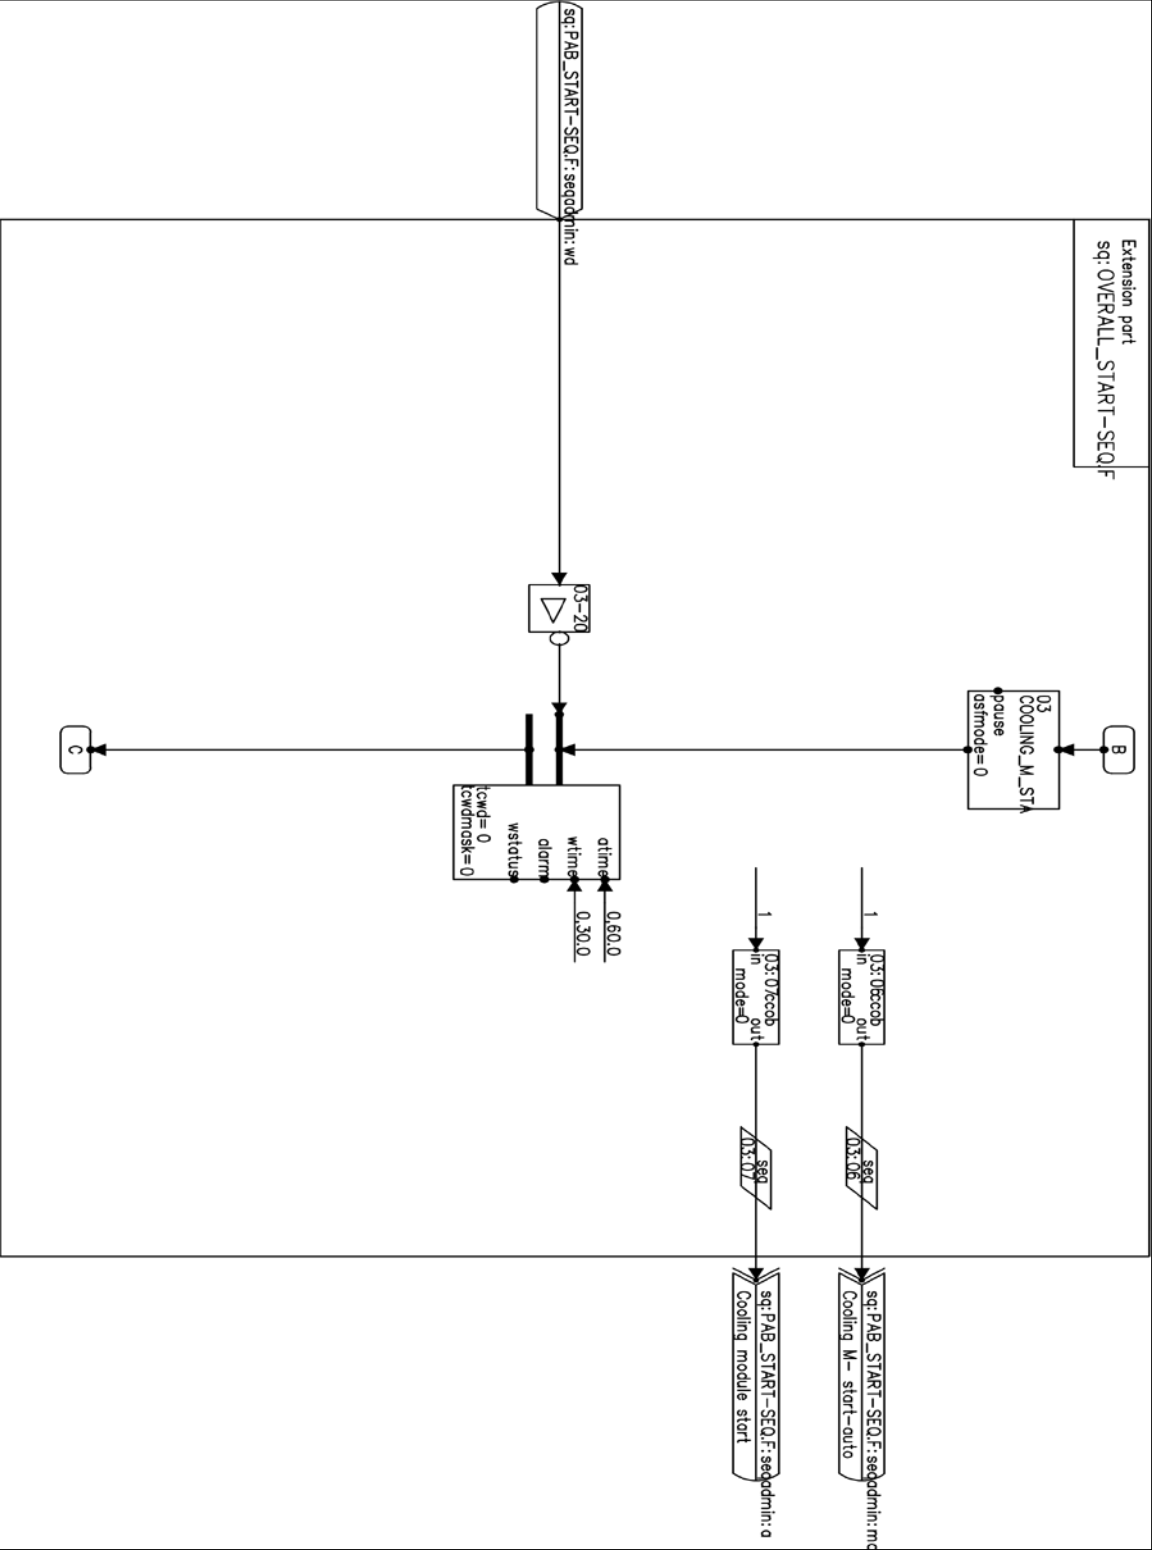 Extension part
sq:OVERALL_START-SEQ.F
B
03
COOLING_M_STA
pause
asfmode=0
1
03:06ccob
in
out
mode=0
seq
03:06
sq:PAB_START-SEQ.F:seqadmin:ma
Cooling M- start-auto
1
03:07ccob
in
out
mode=0
seq
03:07
sq:PAB_START-SEQ.F:seqadmin:a
Cooling module start
sq:PAB_START-SEQ.F:seqadmin:wd
03-20
atime
0,60.0
wtime
0,30.0
alarm
wstatus
tcwd=0
tcwdmask=0
C